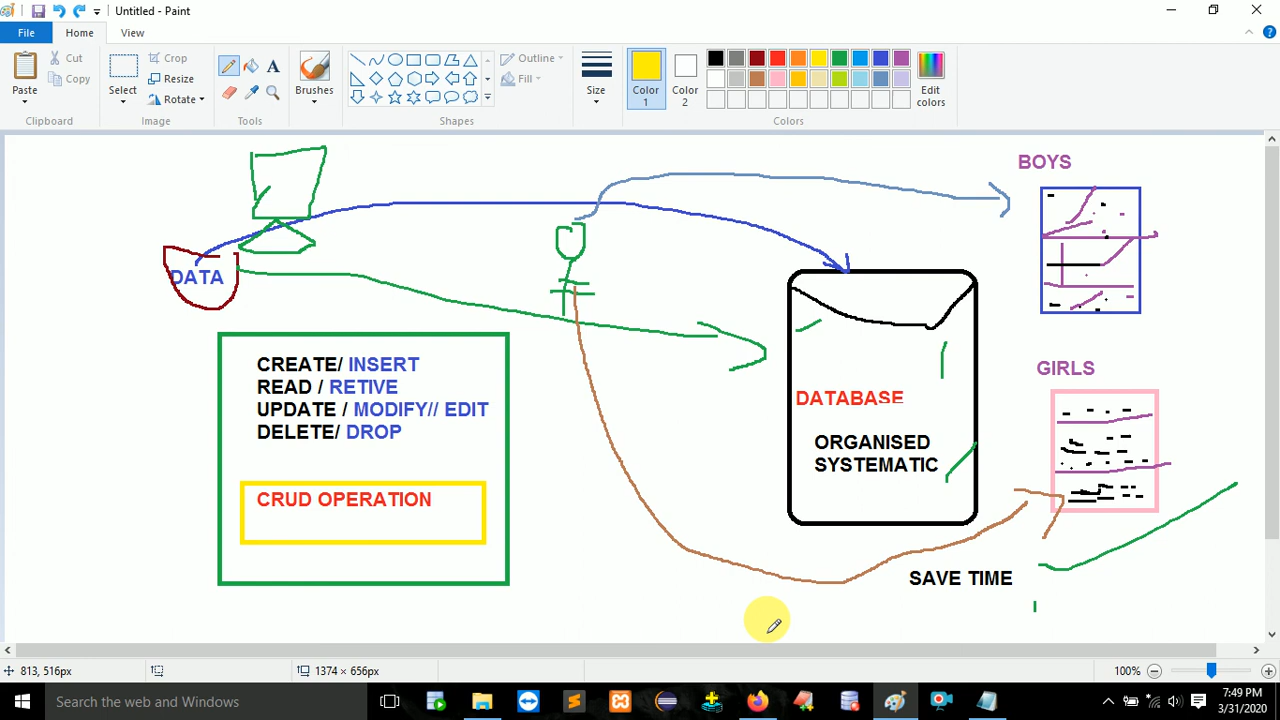 Untitled - Paint
File
Home
View
Paste
Cut
Copy
Clipboard
Select
Crop
Resize
Rotate
Image
Tools
Brushes
Shapes
Outline
Fill
Size
Color 1
Color 2
Edit colors
Colors
BOYS
DATA
CREATE/ INSERT
READ / RETIVE
UPDATE / MODIFY// EDIT
DELETE/ DROP
CRUD OPERATION
DATABASE
ORGANISED
SYSTEMATIC
GIRLS
SAVE TIME
813, 516px
1374 × 656px
100%
Search the web and Windows
7:49 PM
3/31/2020